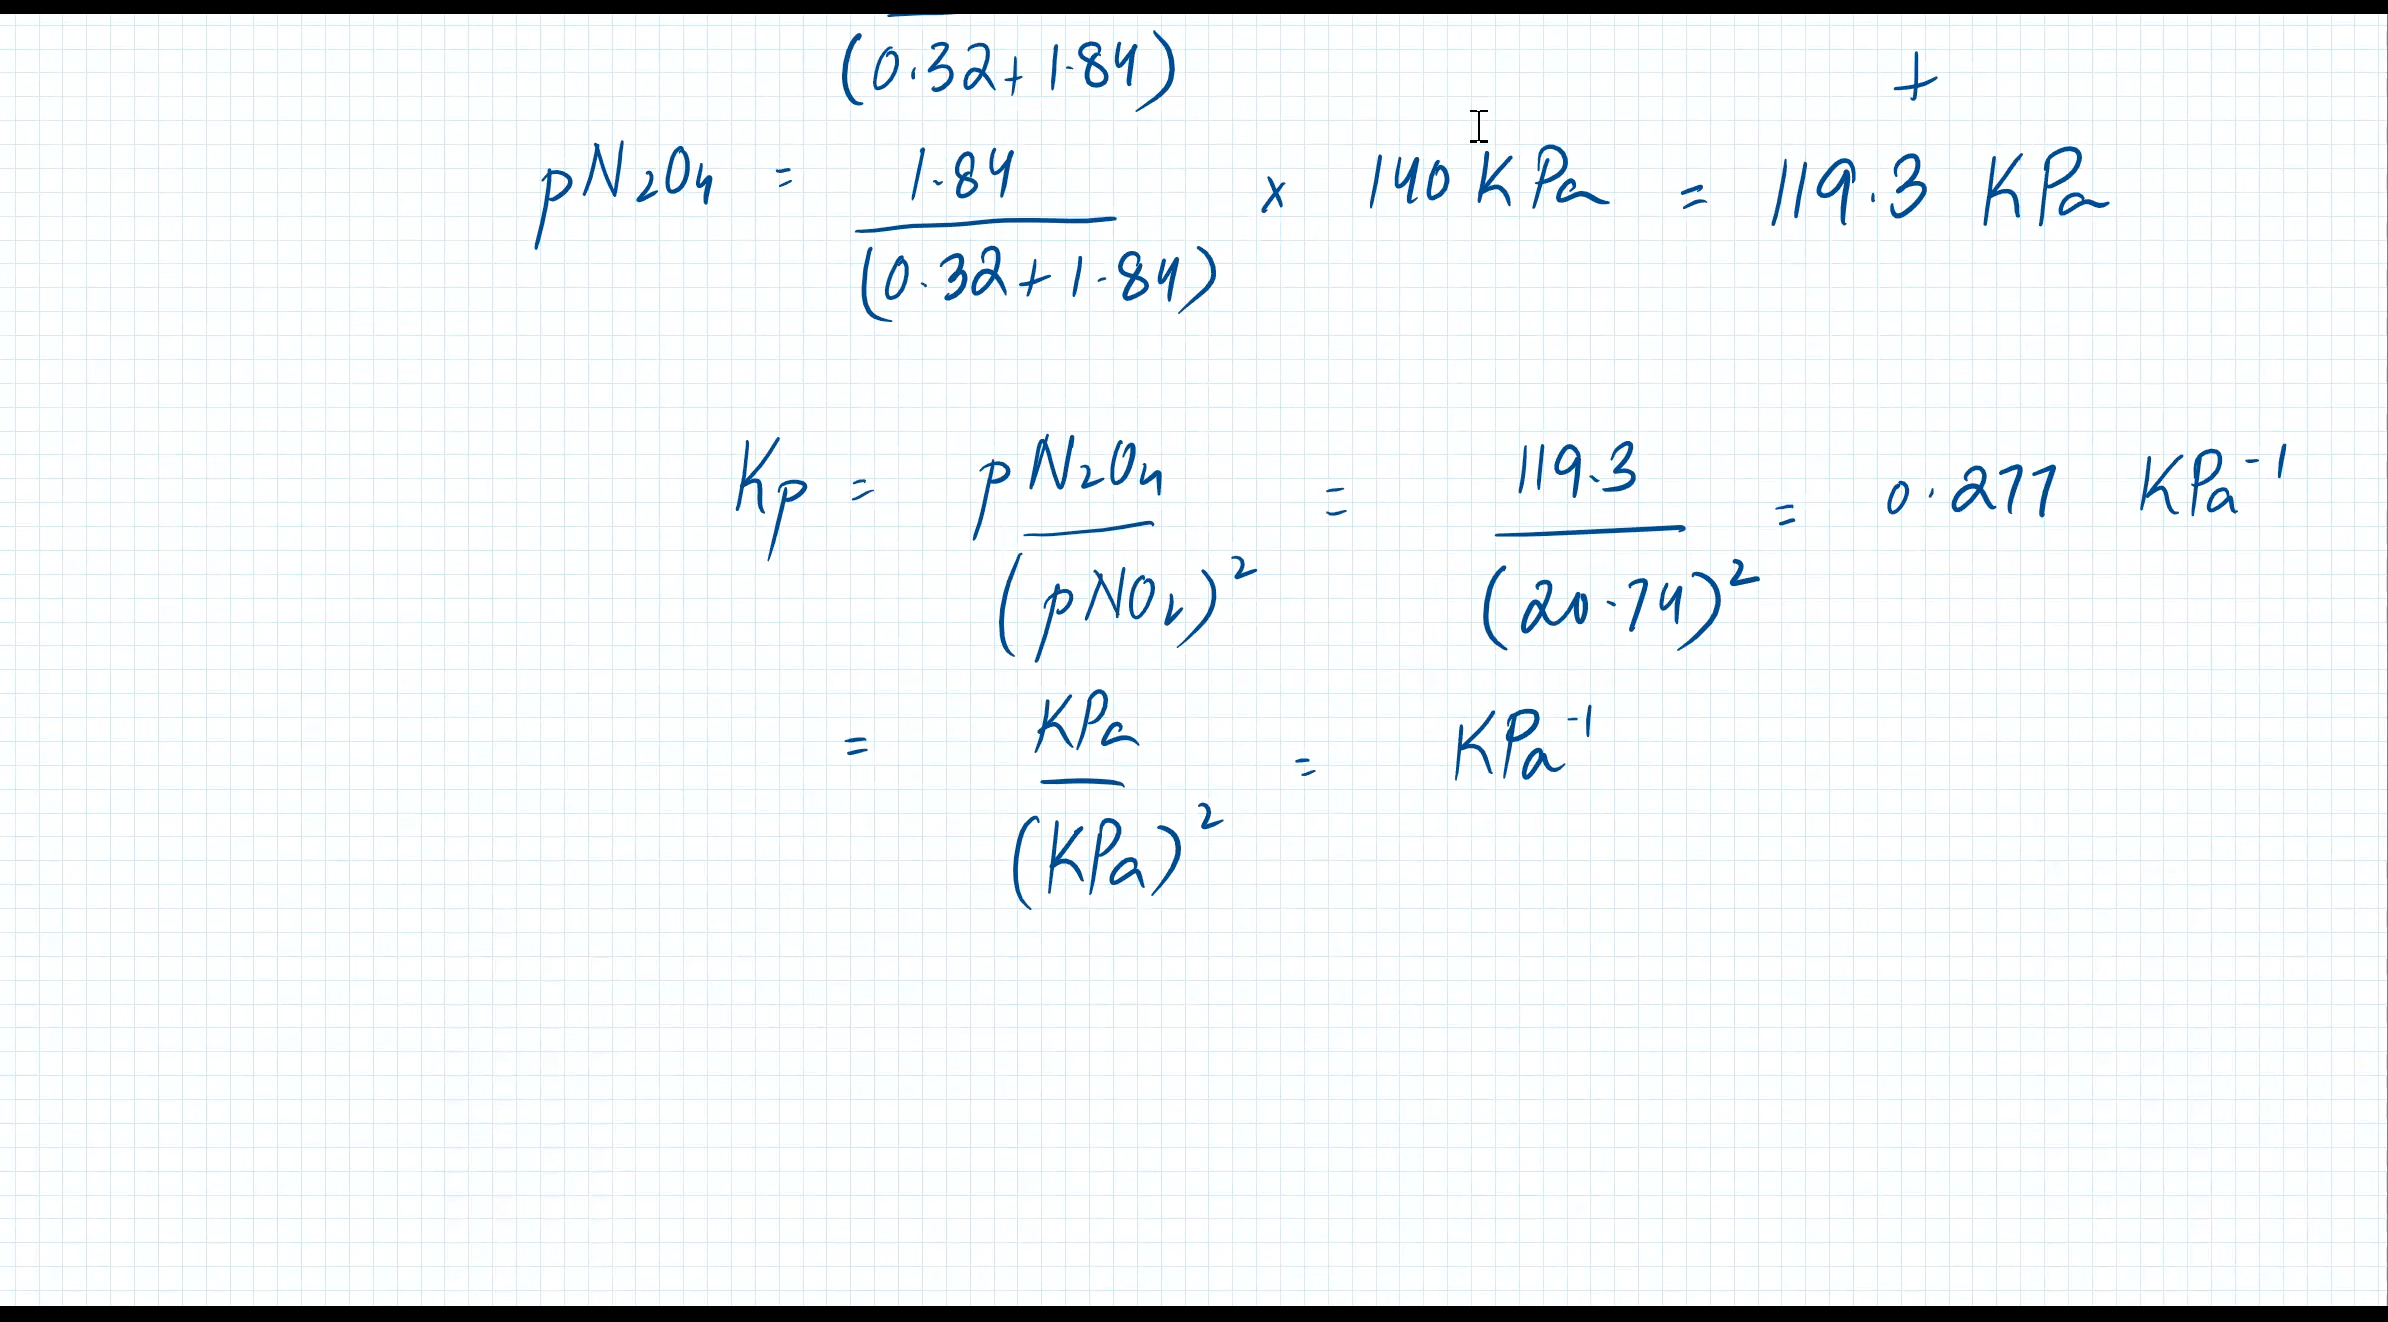 (0.32 + 1.84)
+
pN₂O₄ = 1.84 / (0.32 + 1.84) × 140 KPa = 119.3 KPa
Kp = pN₂O₄ / (pNO₂)² = 119.3 / (20.74)² = 0.277 KPa⁻¹
= KPa / (KPa)² = KPa⁻¹